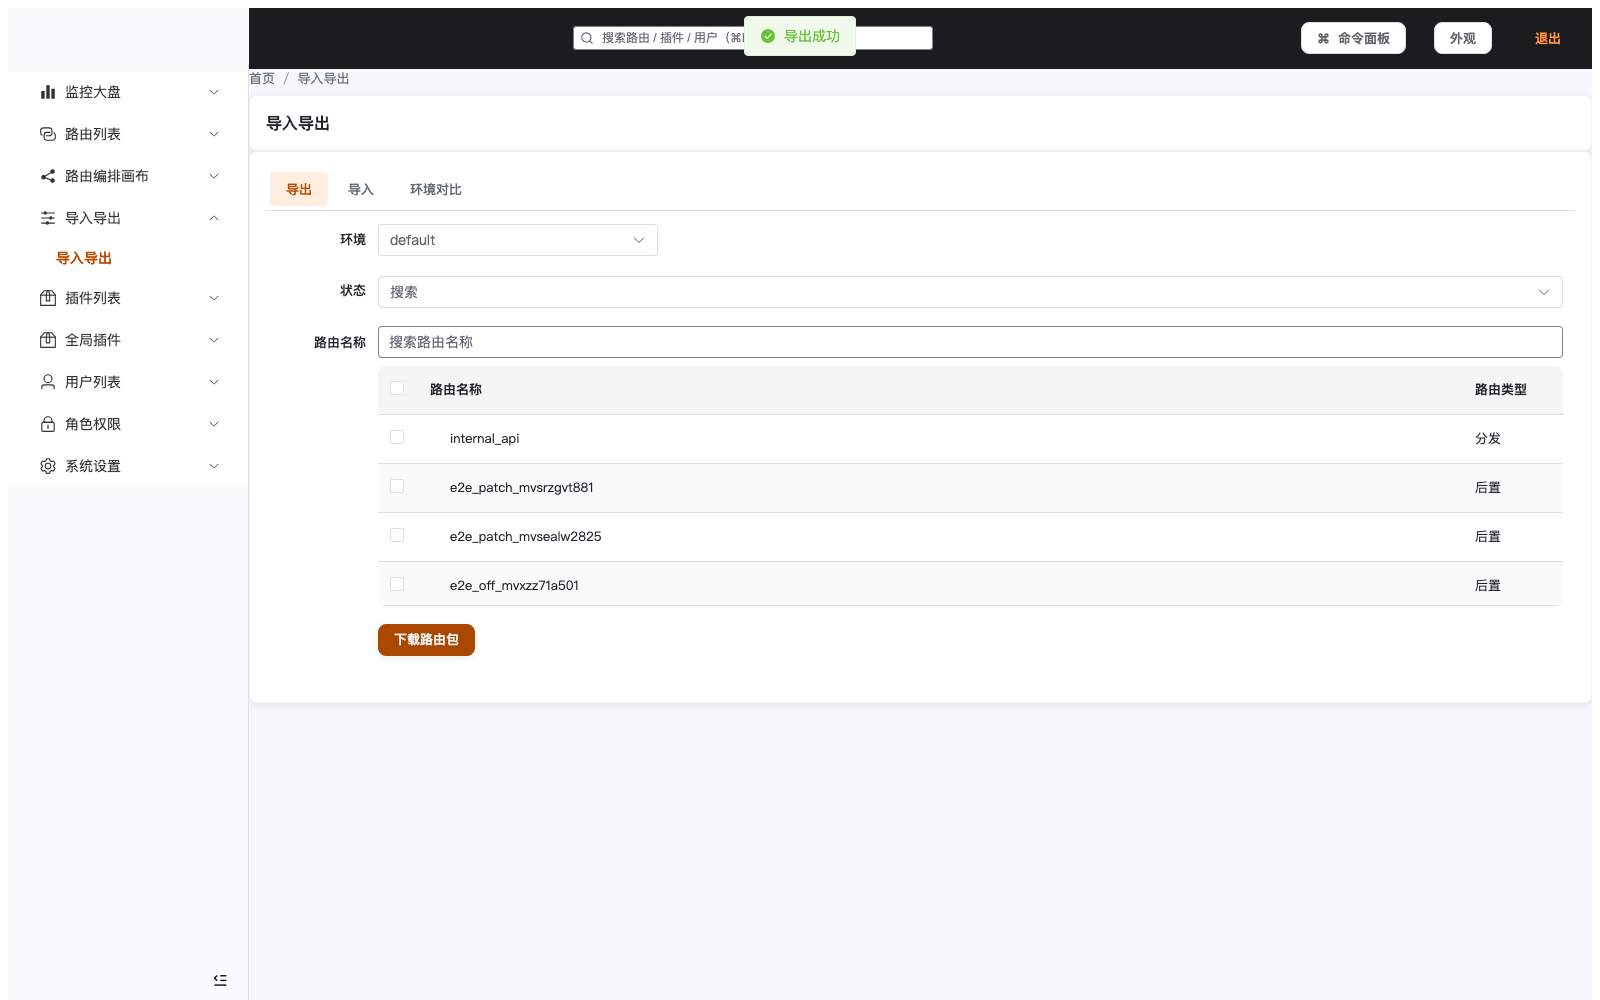 搜索路由 / 插件 / 用户（⌘
导出成功
⌘ 命令面板
外观
退出
监控大盘
路由列表
路由编排画布
导入导出
导入导出
插件列表
全局插件
用户列表
角色权限
系统设置
首页 / 导入导出
导入导出
导出 导入 环境对比
环境 default
状态 搜索
路由名称 搜索路由名称
路由名称 路由类型
internal_api 分发
e2e_patch_mvsrzgvt881 后置
e2e_patch_mvsealw2825 后置
e2e_off_mvxzz71a501 后置
下载路由包